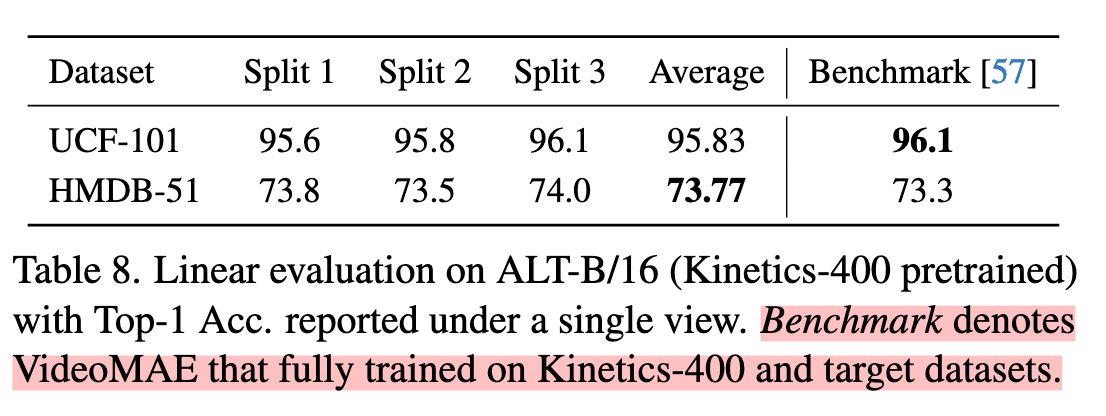 Dataset Split 1 Split 2 Split 3 Average Benchmark [57]
UCF-101 95.6 95.8 96.1 95.83 96.1
HMDB-51 73.8 73.5 74.0 73.77 73.3
Table 8. Linear evaluation on ALT-B/16 (Kinetics-400 pretrained)
with Top-1 Acc. reported under a single view. Benchmark denotes
VideoMAE that fully trained on Kinetics-400 and target datasets.